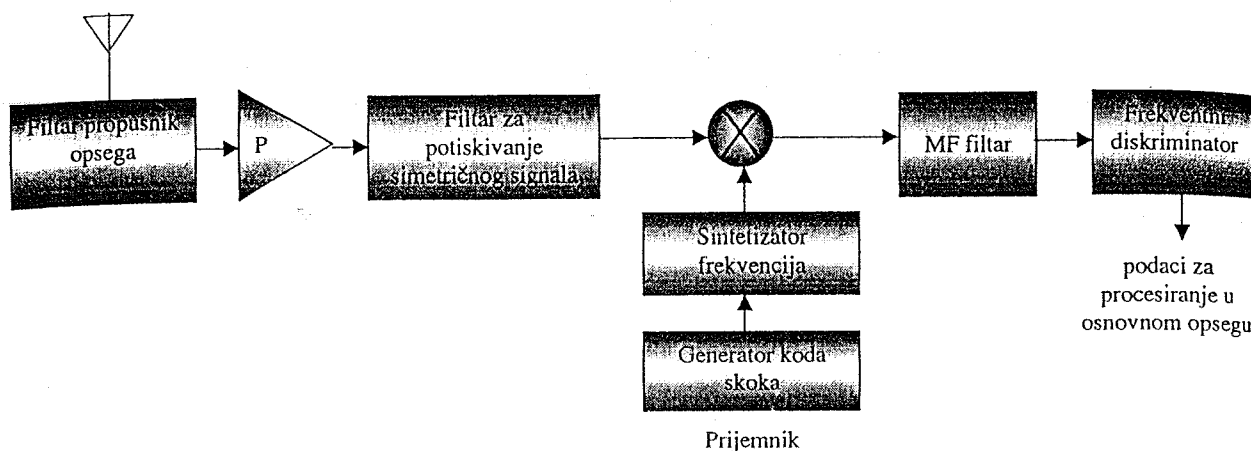 Filtar propusnik
opsega
P
Filtar za
potiskivanje
simetričnog signala
MF filtar
Frekventni
diskriminator
Sintetizator
frekvencija
podaci za
procesiranje u
osnovnom opsegu
Generator koda
skoka
Prijemnik